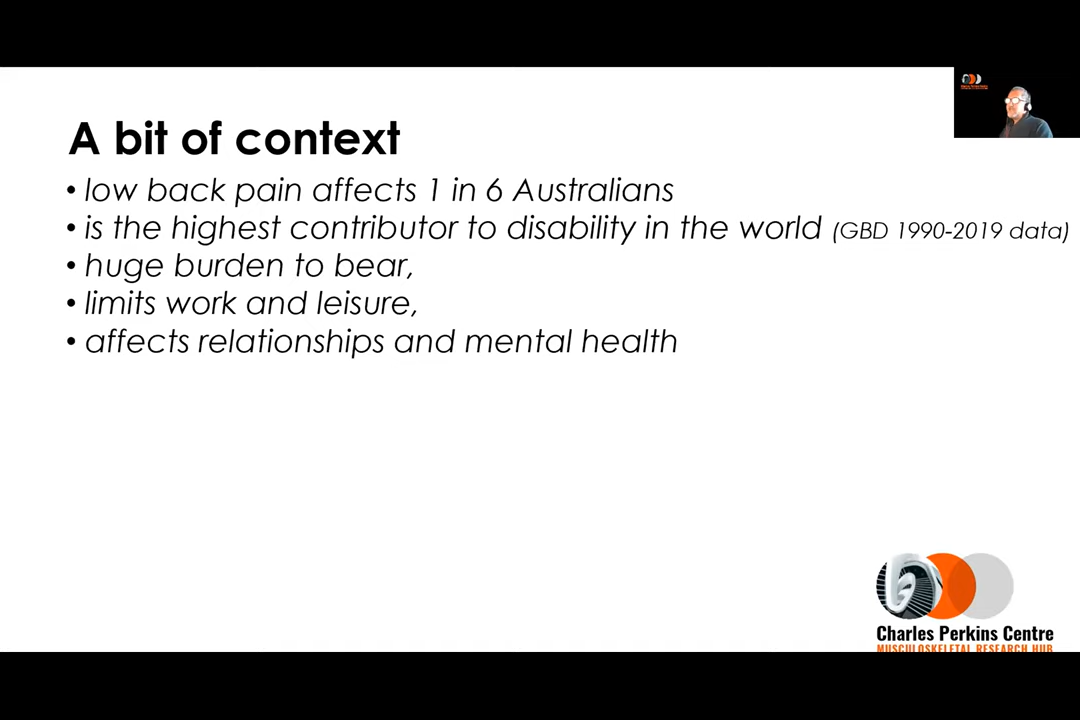 A bit of context
• low back pain affects 1 in 6 Australians
• is the highest contributor to disability in the world (GBD 1990-2019 data)
• huge burden to bear,
• limits work and leisure,
• affects relationships and mental health
Charles Perkins Centre
MUSCULOSKELETAL RESEARCH HUB